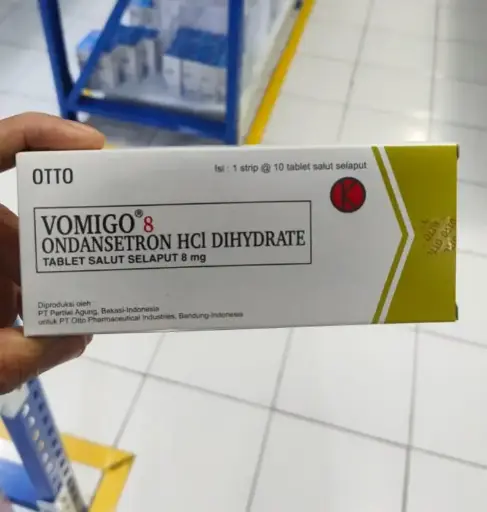 OTTO
Isi : 1 strip @ 10 tablet salut selaput
K
VOMIGO® 8
ONDANSETRON HCl DIHYDRATE
TABLET SALUT SELAPUT 8 mg
Diproduksi oleh
PT Pertiwi Agung, Bekasi-Indonesia
untuk PT Otto Pharmaceutical Industries, Bandung-Indonesia